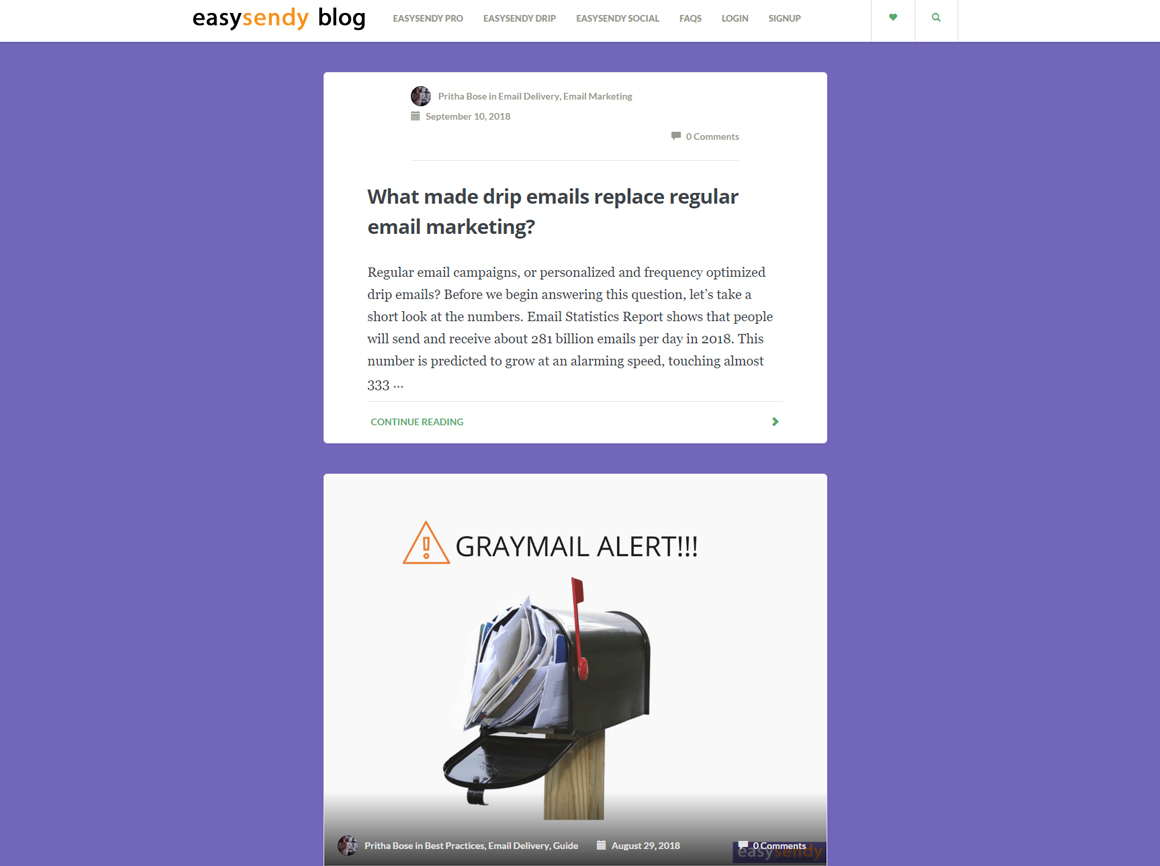 easysendy blog
EASYSENDY PRO EASYSENDY DRIP EASYSENDY SOCIAL FAQS LOGIN SIGNUP
Pritha Bose in Email Delivery, Email Marketing
September 10, 2018
0 Comments
What made drip emails replace regular
email marketing?
Regular email campaigns, or personalized and frequency optimized
drip emails? Before we begin answering this question, let’s take a
short look at the numbers. Email Statistics Report shows that people
will send and receive about 281 billion emails per day in 2018. This
number is predicted to grow at an alarming speed, touching almost
333 …
CONTINUE READING
GRAYMAIL ALERT!!!
Pritha Bose in Best Practices, Email Delivery, Guide August 29, 2018 0 Comments
easysendy